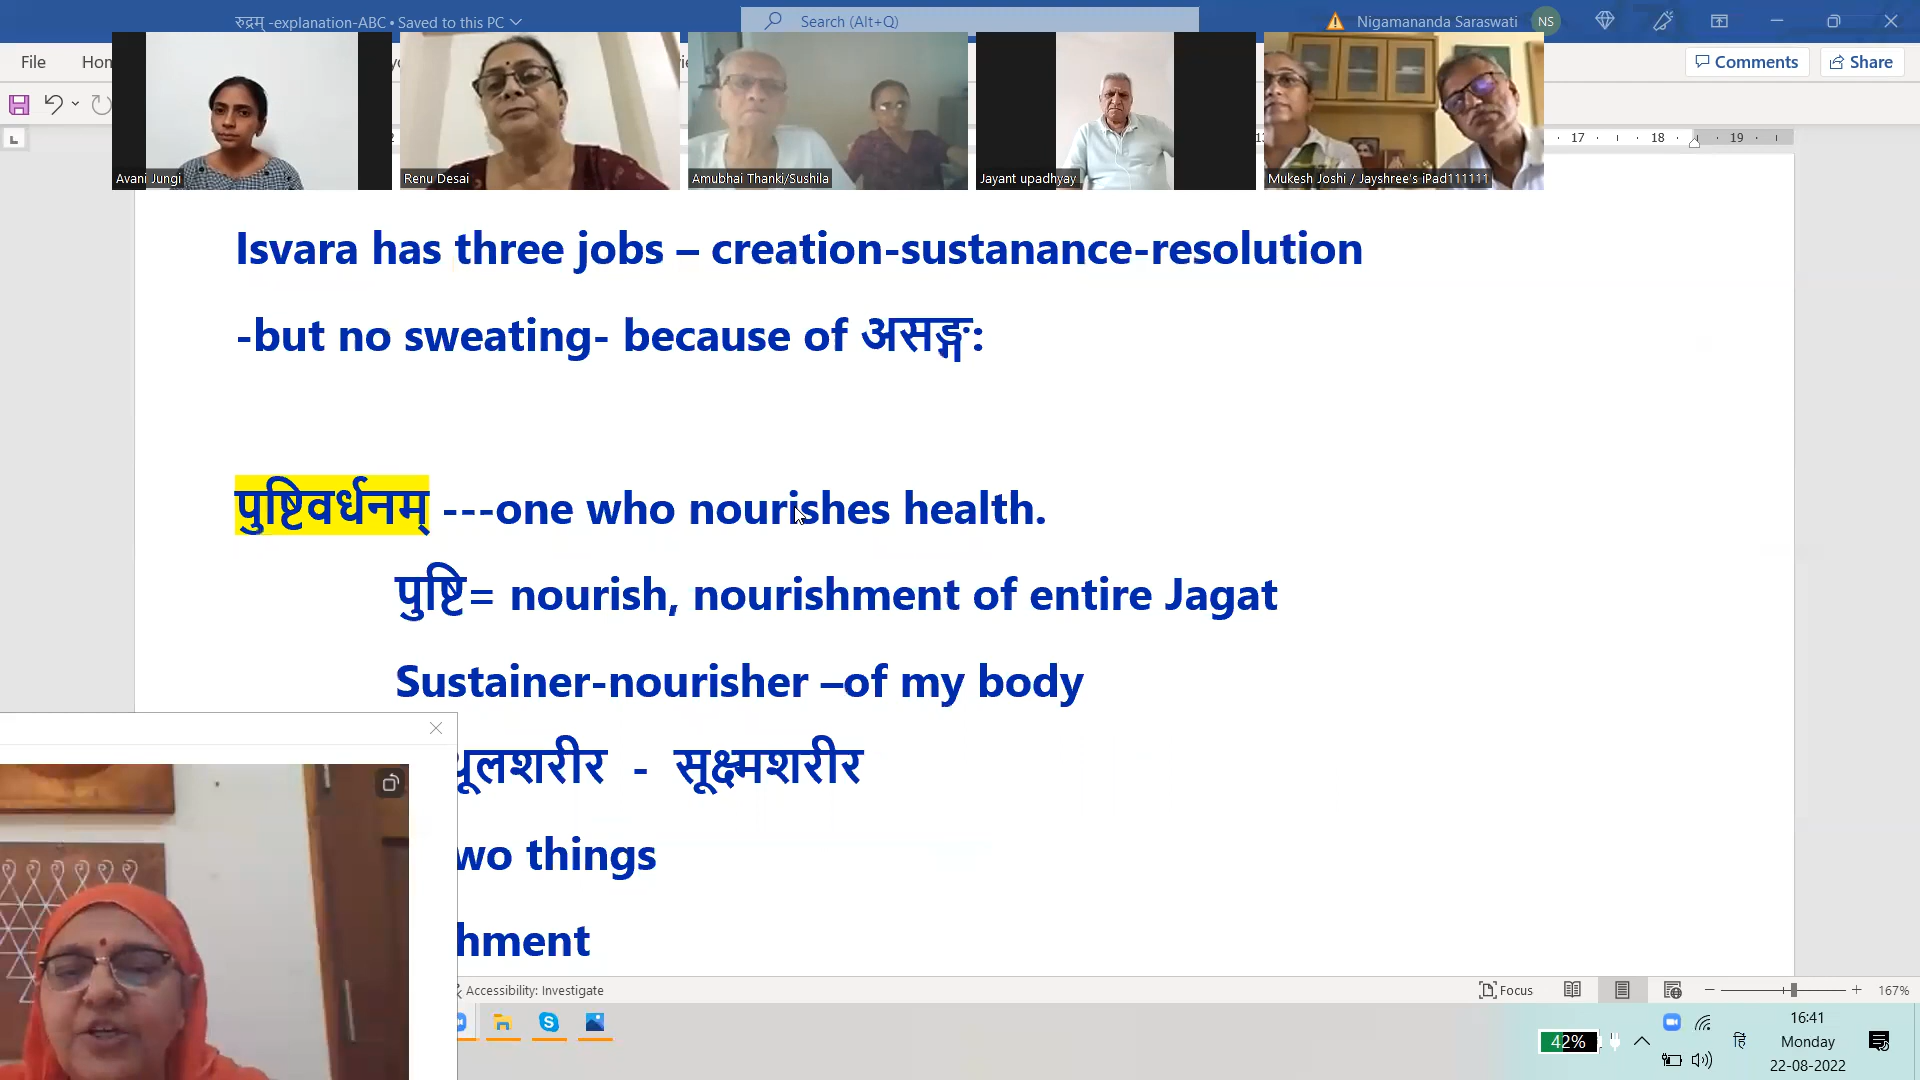 रुद्रम् -explanation-ABC • Saved to this PC
Search (Alt+Q)
Nigamananda Saraswati
NS
File
Comments
Share
Avani Jungi
Renu Desai
Amubhai Thanki/Sushila
Jayant upadhyay
Mukesh Joshi / Jayshree's iPad111111
17
18
19
Isvara has three jobs – creation-sustanance-resolution
-but no sweating- because of असङ्ग:
पुष्टिवर्धनम् ---one who nourishes health.
पुष्टि= nourish, nourishment of entire Jagat
Sustainer-nourisher –of my body
थूलशरीर - सूक्ष्मशरीर
wo things
hment
Accessibility: Investigate
Focus
167%
42%
हि
16:41
Monday
22-08-2022